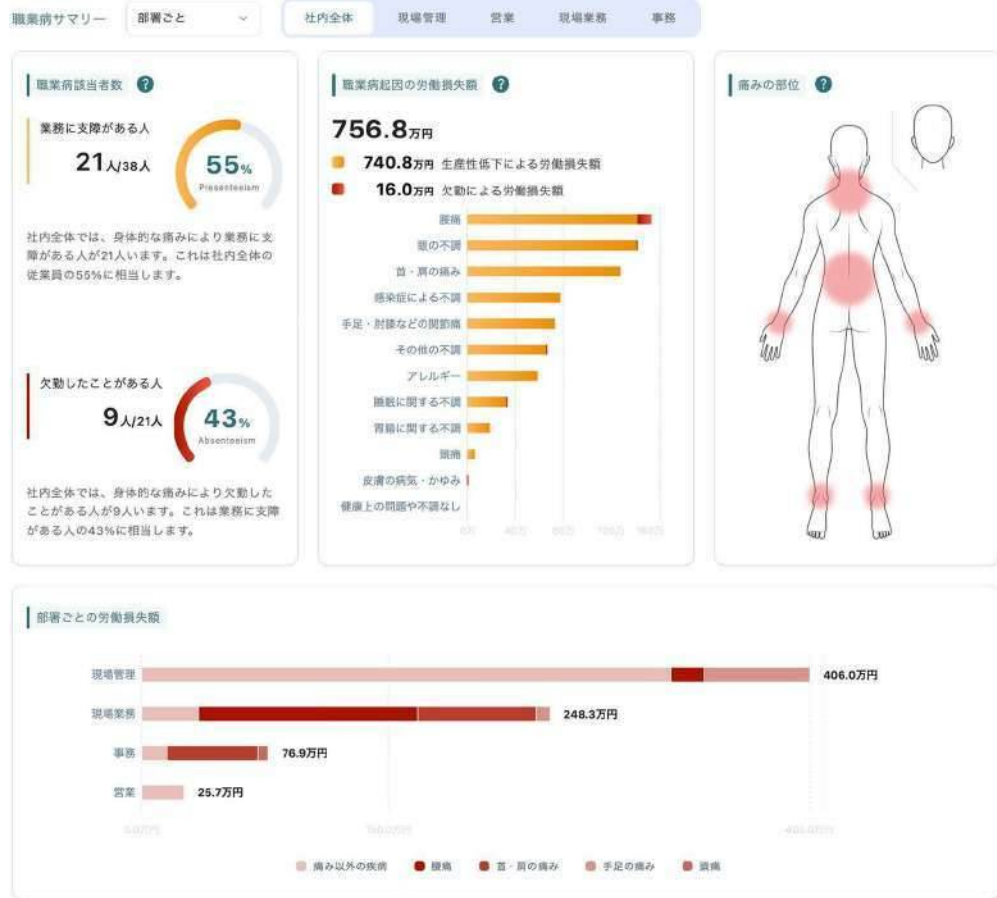 職業病サマリー
部署ごと
社内全体
現場管理
営業
現場業務
事務
職業病該当者数 ?
業務に支障がある人
21人/38人
55%
Presenteeism
社内全体では、身体的な痛みにより業務に支
障がある人が21人います。これは社内全体の
従業員の55%に相当します。
欠勤したことがある人
9人/21人
43%
Absenteeism
社内全体では、身体的な痛みにより欠勤した
ことがある人が9人います。これは業務に支障
がある人の43%に相当します。
職業病起因の労働損失額 ?
756.8万円
740.8万円 生産性低下による労働損失額
16.0万円 欠勤による労働損失額
腰痛
眼の不調
首・肩の痛み
感染症による不調
手足・肘膝などの関節痛
その他の不調
アレルギー
睡眠に関する不調
胃腸に関する不調
頭痛
皮膚の病気・かゆみ
健康上の問題や不調なし
痛みの部位 ?
部署ごとの労働損失額
現場管理
406.0万円
現場業務
248.3万円
事務
76.9万円
営業
25.7万円
痛み以外の疾病
腰痛
首・肩の痛み
手足の痛み
頭痛